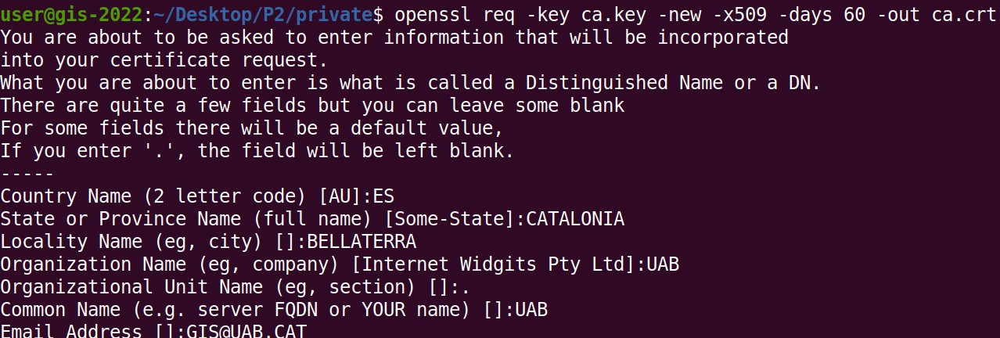 user@gis-2022:~/Desktop/P2/private$ openssl req -key ca.key -new -x509 -days 60 -out ca.crt
You are about to be asked to enter information that will be incorporated
into your certificate request.
What you are about to enter is what is called a Distinguished Name or a DN.
There are quite a few fields but you can leave some blank
For some fields there will be a default value,
If you enter '.', the field will be left blank.
-----
Country Name (2 letter code) [AU]:ES
State or Province Name (full name) [Some-State]:CATALONIA
Locality Name (eg, city) []:BELLATERRA
Organization Name (eg, company) [Internet Widgits Pty Ltd]:UAB
Organizational Unit Name (eg, section) []:.
Common Name (e.g. server FQDN or YOUR name) []:UAB
Email Address []:GIS@UAB.CAT